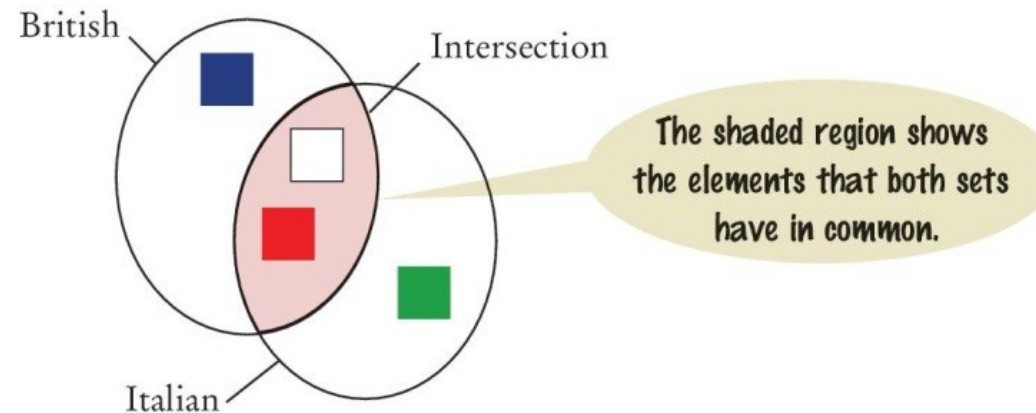 British
Intersection
The shaded region shows
the elements that both sets
have in common.
Italian